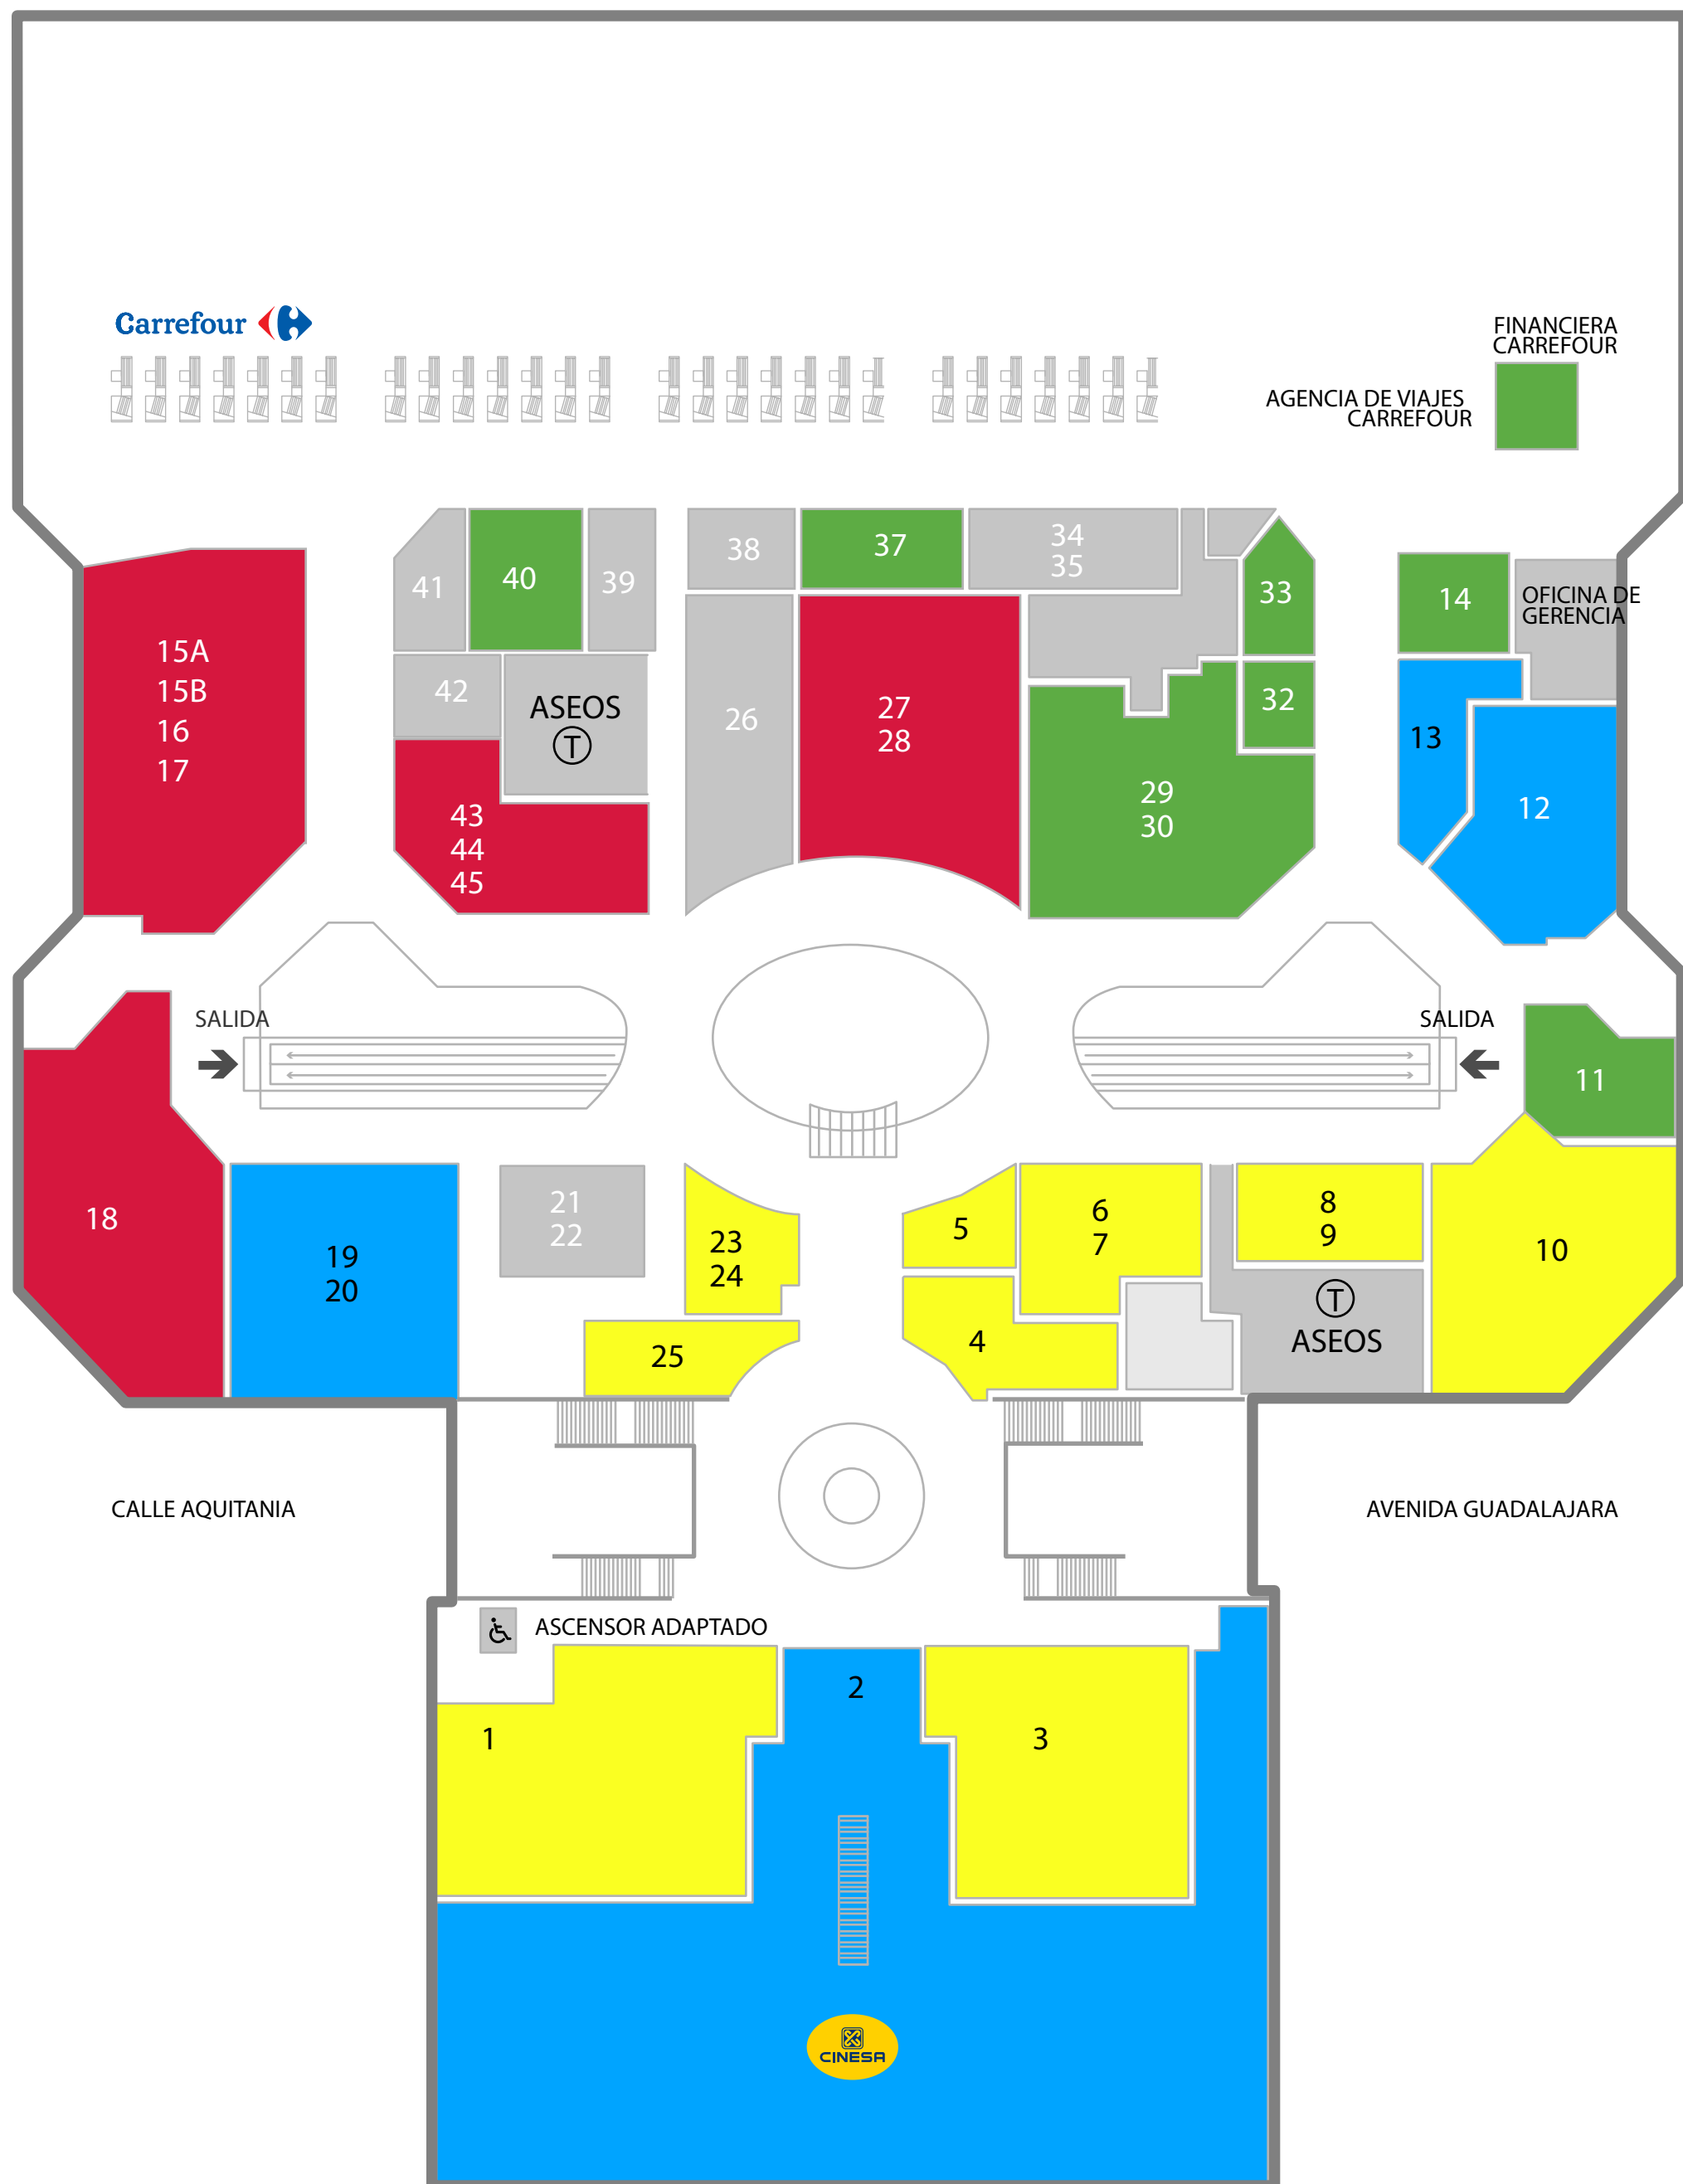 Carrefour
FINANCIERA
CARREFOUR
AGENCIA DE VIAJES
CARREFOUR
41
40
39
38
37
34
35
33
14
OFICINA DE
GERENCIA
15A
15B
16
17
42
ASEOS
T
43
44
45
26
27
28
32
29
30
13
12
SALIDA
SALIDA
11
18
19
20
21
22
23
24
25
5
6
7
4
8
9
T
ASEOS
10
CALLE AQUITANIA
AVENIDA GUADALAJARA
ASCENSOR ADAPTADO
1
2
3
CINESA